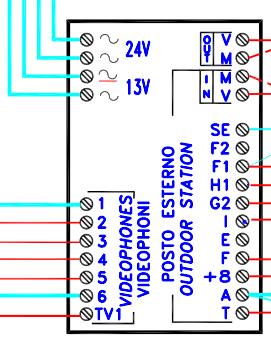 24V
13V
OUT
V
M
IN
M
V
SE
F2
F1
H1
G2
I
E
F
+8
A
T
POSTO ESTERNO
OUTDOOR STATION
1
2
3
4
5
6
TV1
VIDEOPHONES
VIDEOPHONI